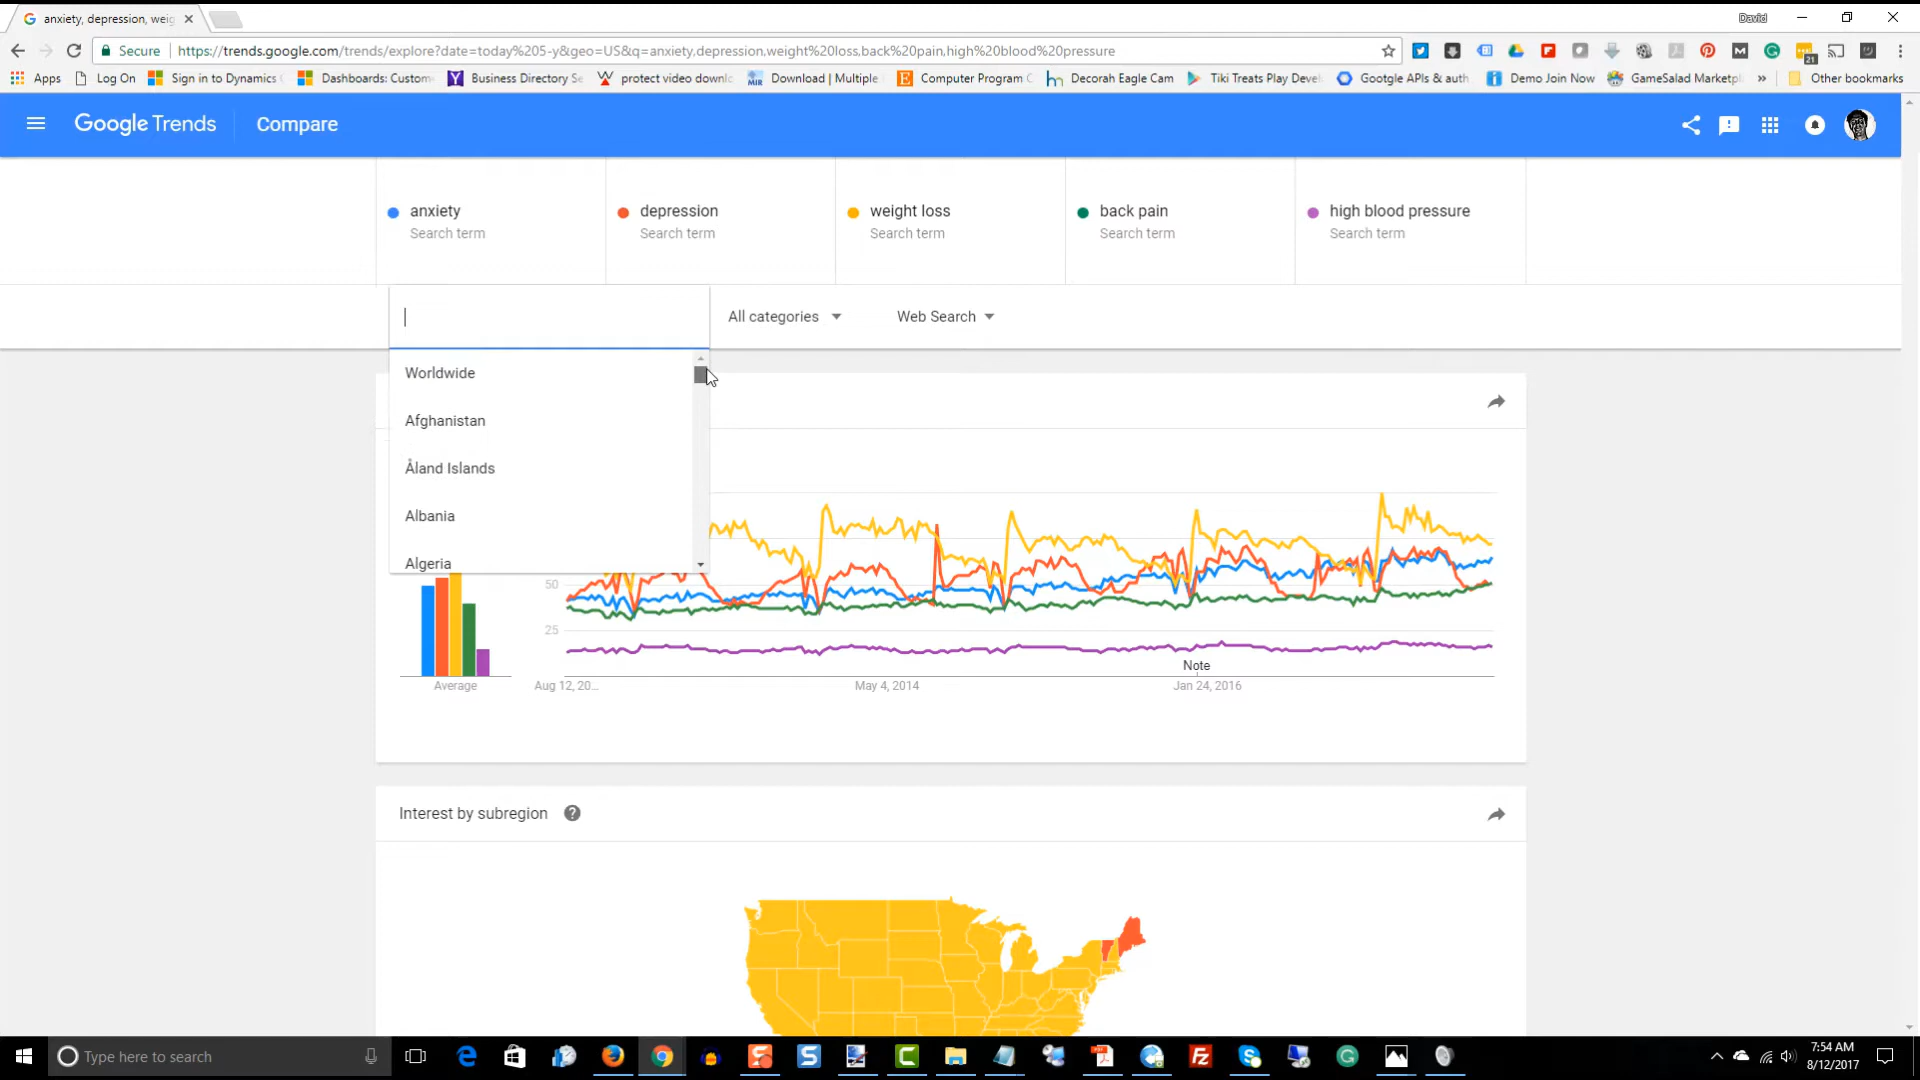 anxiety, depression, weig
David
Secure
https://trends.google.com/trends/explore?date=today%205-y&geo=US&q=anxiety,depression,weight%20loss,back%20pain,high%20blood%20pressure
Apps
Log On
Sign in to Dynamics
Dashboards: Custom
Business Directory Se
protect video downlo
Download | Multiple
Computer Program
Decorah Eagle Cam
Tiki Treats Play Devel
Gootgle APIs & auth
Demo Join Now
GameSalad Marketpl
»
Other bookmarks
21
Google Trends
Compare
anxiety
Search term
depression
Search term
weight loss
Search term
back pain
Search term
high blood pressure
Search term
All categories
Web Search
Worldwide
Afghanistan
Åland Islands
Albania
Algeria
50
25
Note
Average
Aug 12, 20...
May 4, 2014
Jan 24, 2016
Interest by subregion
Type here to search
7:54 AM
8/12/2017